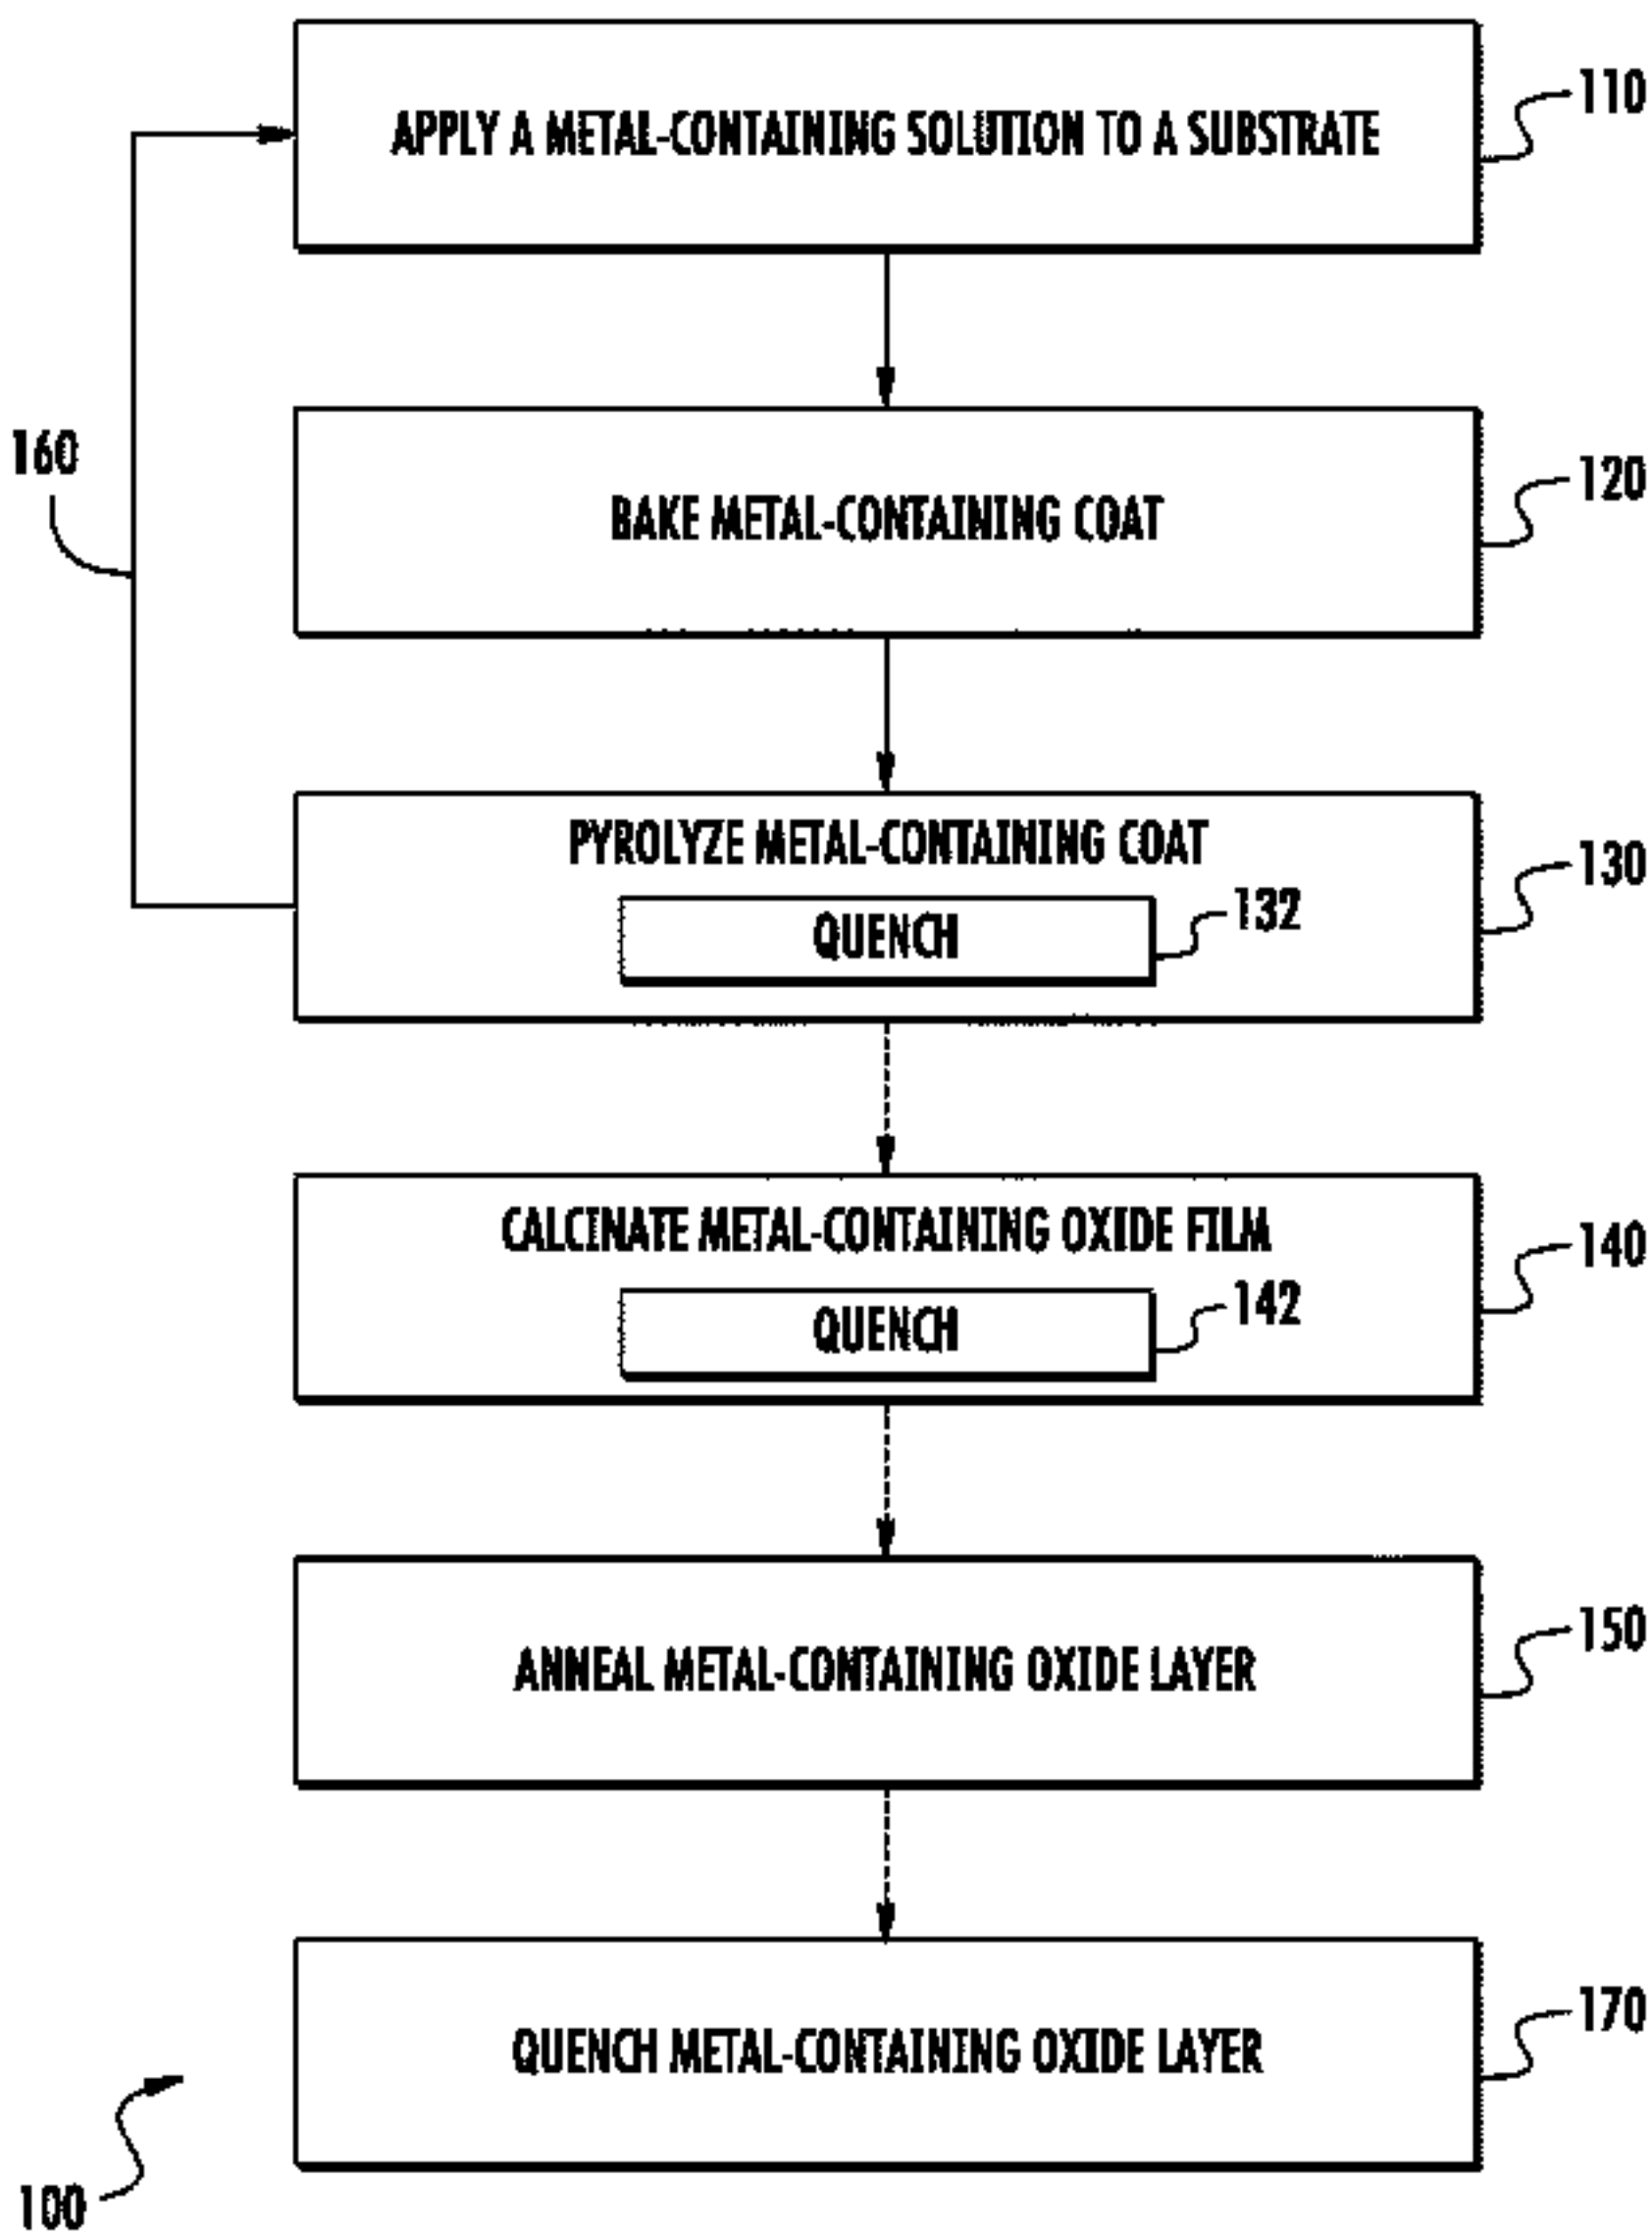 APPLY A METAL-CONTAINING SOLUTION TO A SUBSTRATE
110
160
BAKE METAL-CONTAINING COAT
120
PYROLYZE METAL-CONTAINING COAT
130
QUENCH
132
CALCINATE METAL-CONTAINING OXIDE FILM
140
QUENCH
142
ANNEAL METAL-CONTAINING OXIDE LAYER
150
QUENCH METAL-CONTAINING OXIDE LAYER
170
100